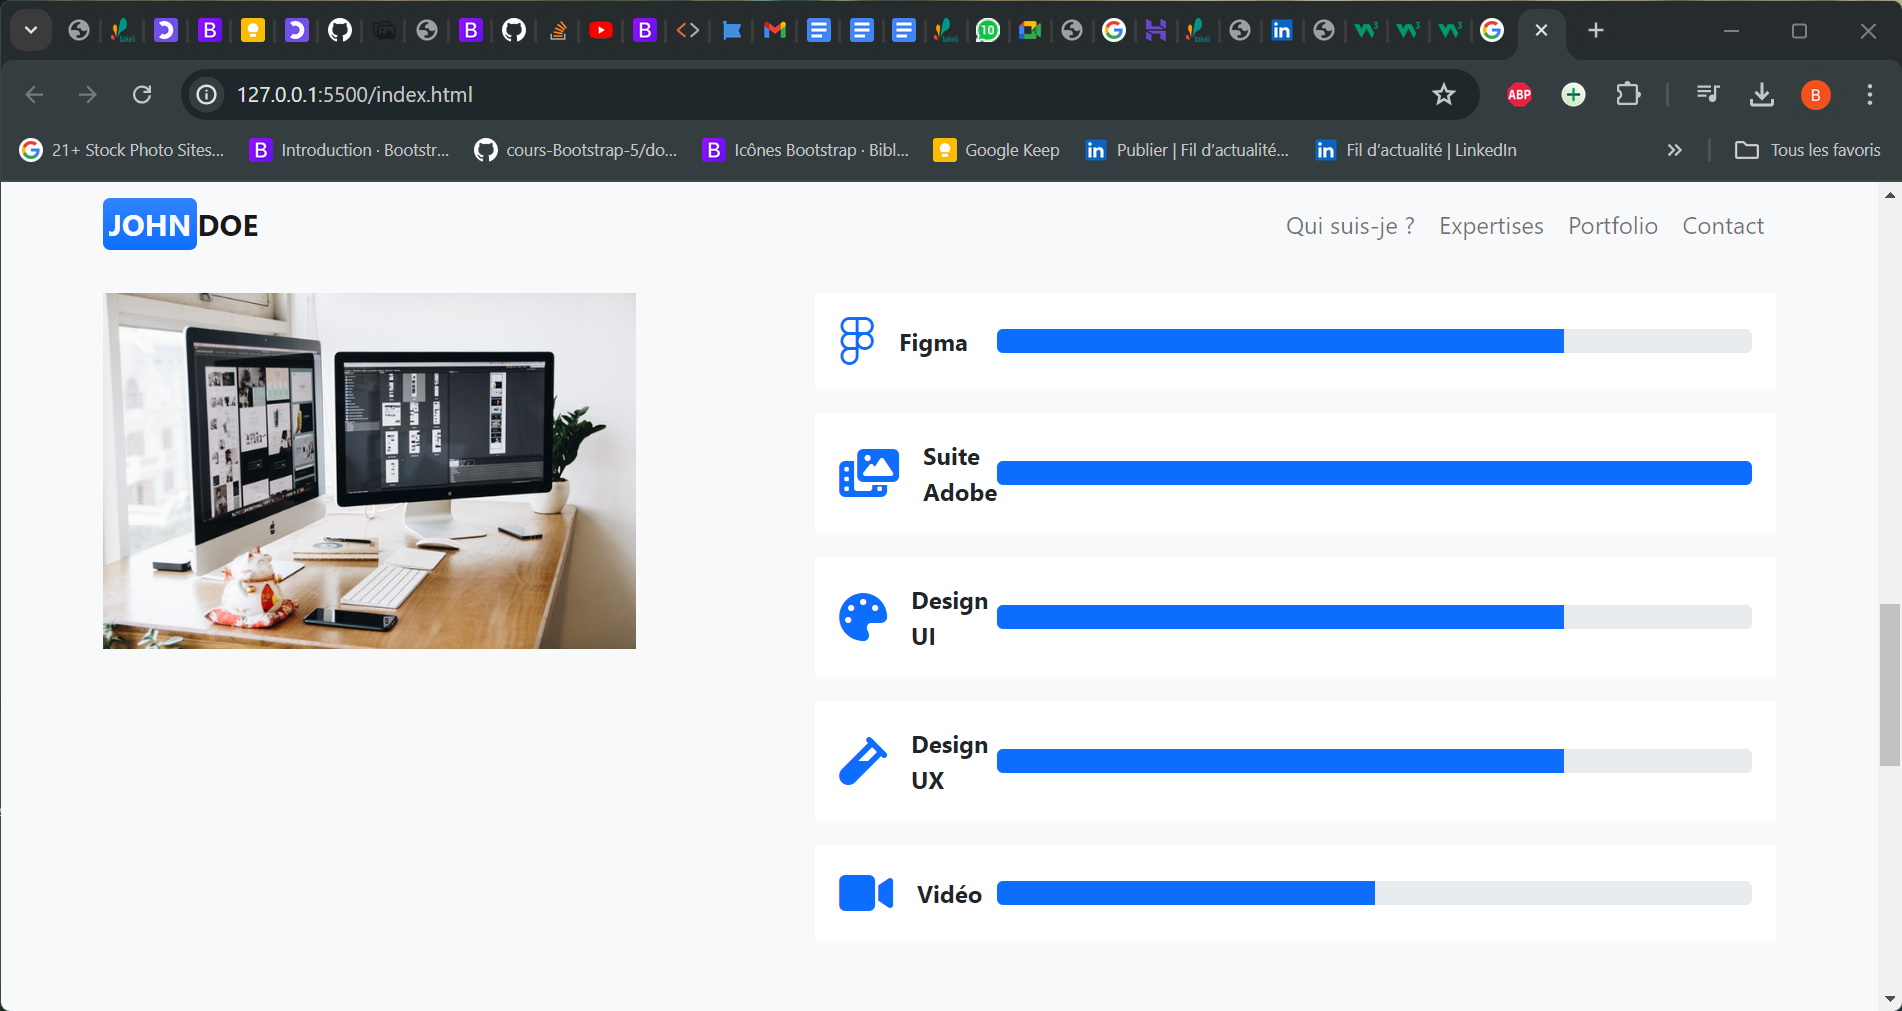 10
127.0.0.1:5500/index.html
ABP
B
21+ Stock Photo Sites...
Introduction · Bootstr...
cours-Bootstrap-5/do...
Icônes Bootstrap · Bibl...
Google Keep
Publier | Fil d'actualité...
Fil d'actualité | LinkedIn
Tous les favoris
JOHN DOE
Qui suis-je ?
Expertises
Portfolio
Contact
Figma
Suite
Adobe
Design
UI
Design
UX
Vidéo